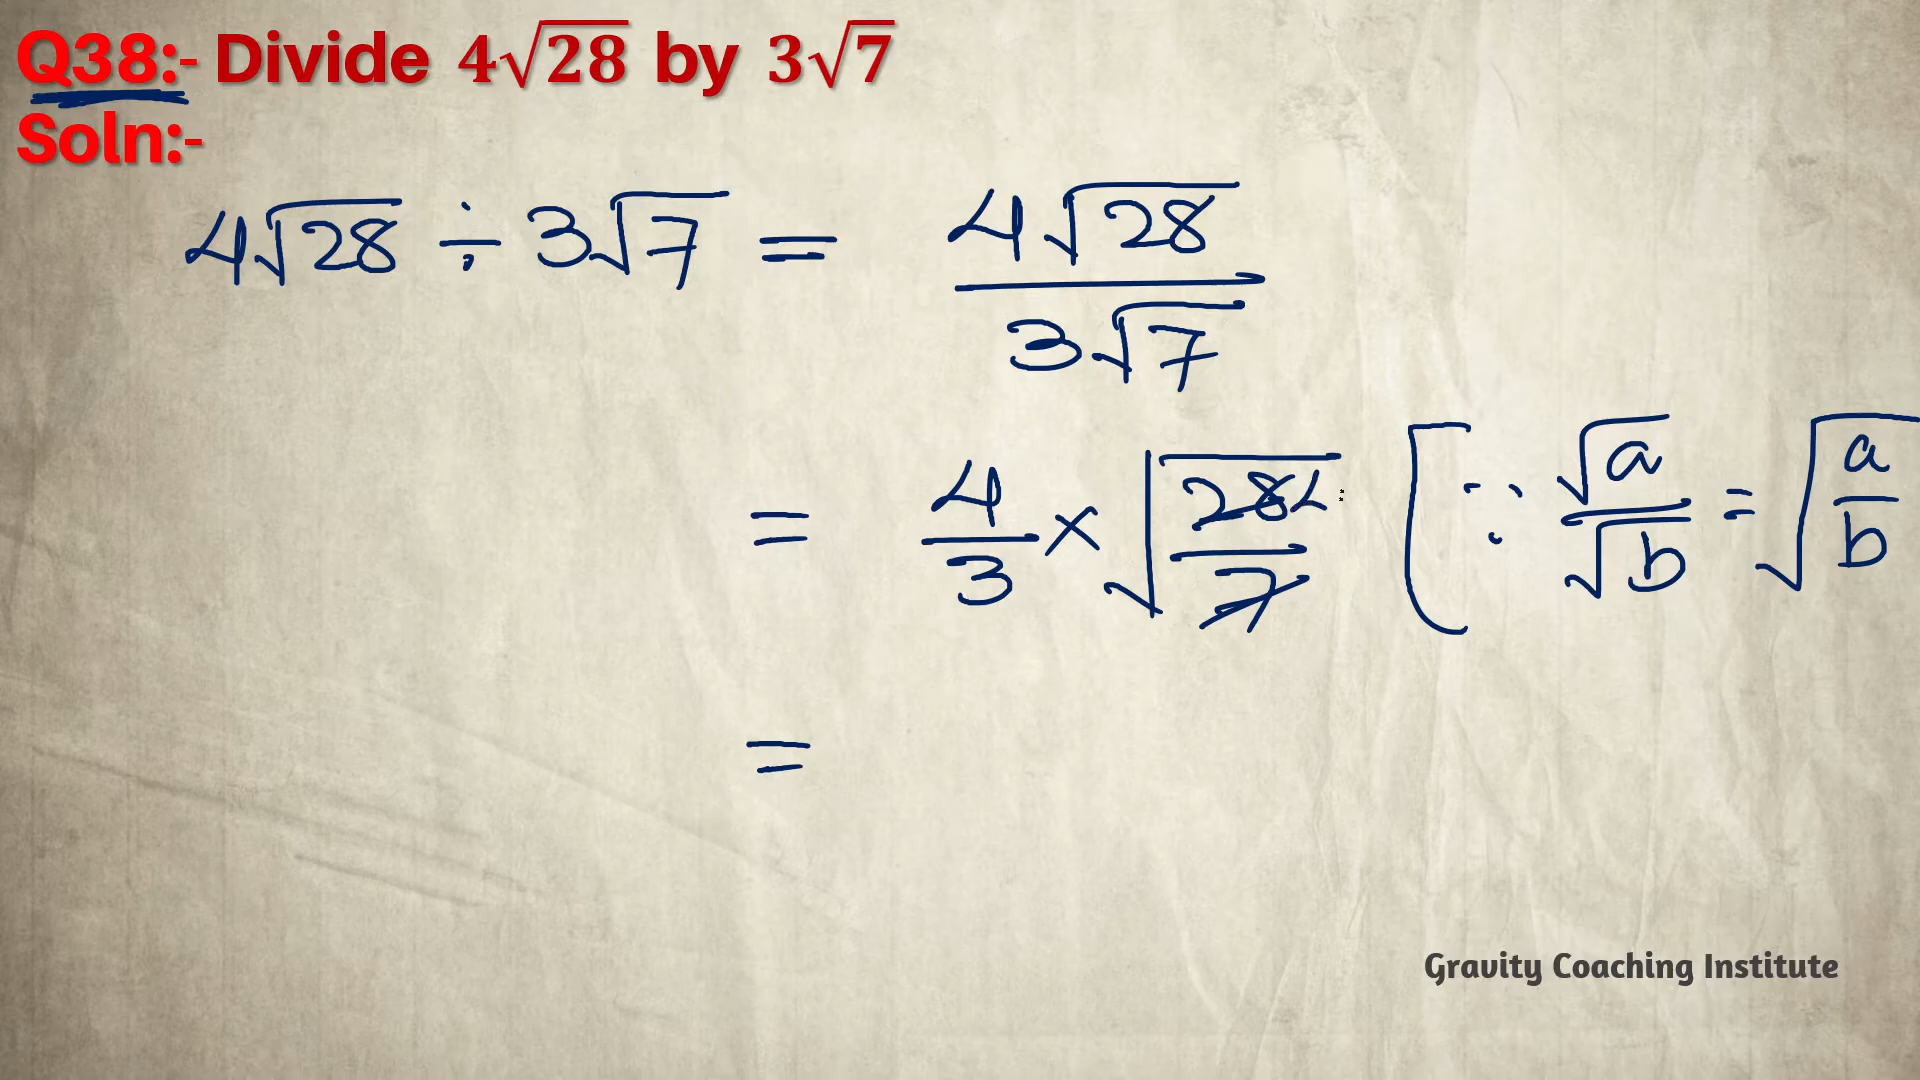 Q38:- Divide 4√28 by 3√7
Soln:-
4√28 ÷ 3√7 = 4√28 / 3√7
= 4/3 × √(28/7) [∵ √a/√b = √(a/b)
=
Gravity Coaching Institute